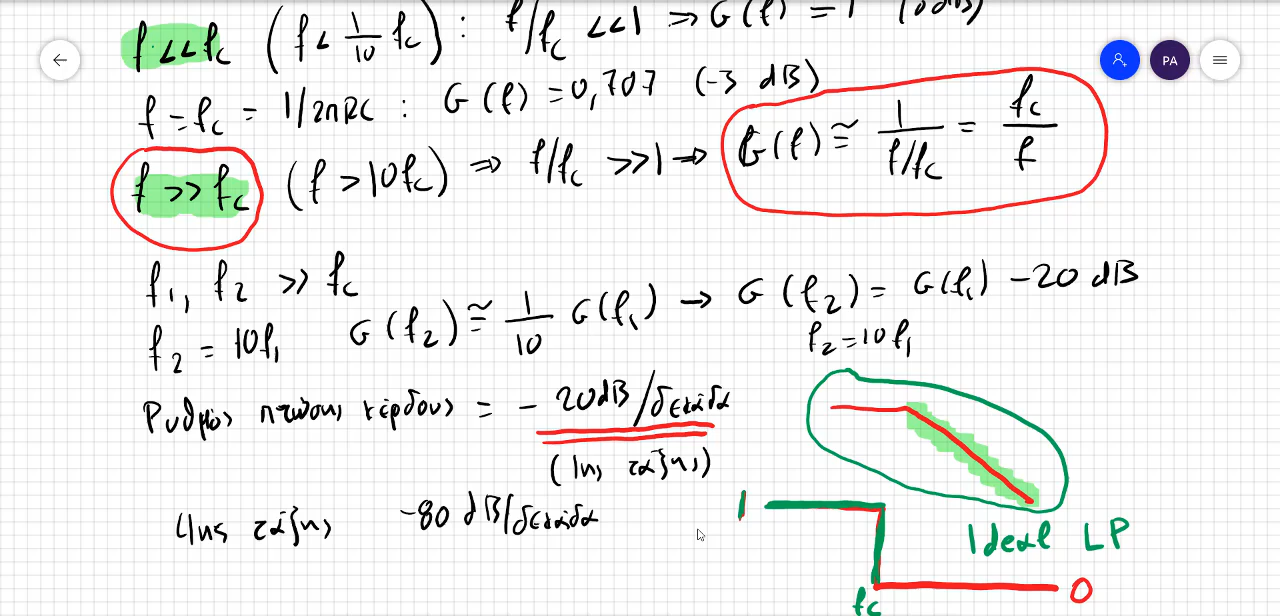 f << fc (f < 1/10 fc) : f/fc <<1 ⇒ G(f) = 1 (0dB)
f = fc = 1/2πRC : G(f) = 0,707 (-3 dB)
f >> fc (f > 10fc) ⇒ f/fc >>1 ⇒ G(f) ≅ 1/(f/fc) = fc/f
f1, f2 >> fc
f2 = 10f1 G(f2) ≅ 1/10 G(f1) → G(f2) = G(f1) -20 dB
f2=10f1
Ρυθμός πτώσης κέρδους = - 20dB/δεκάδα
(1ης τάξης)
4ης τάξης -80 dB/δεκάδα
1
Ideal LP
0
fc
PA